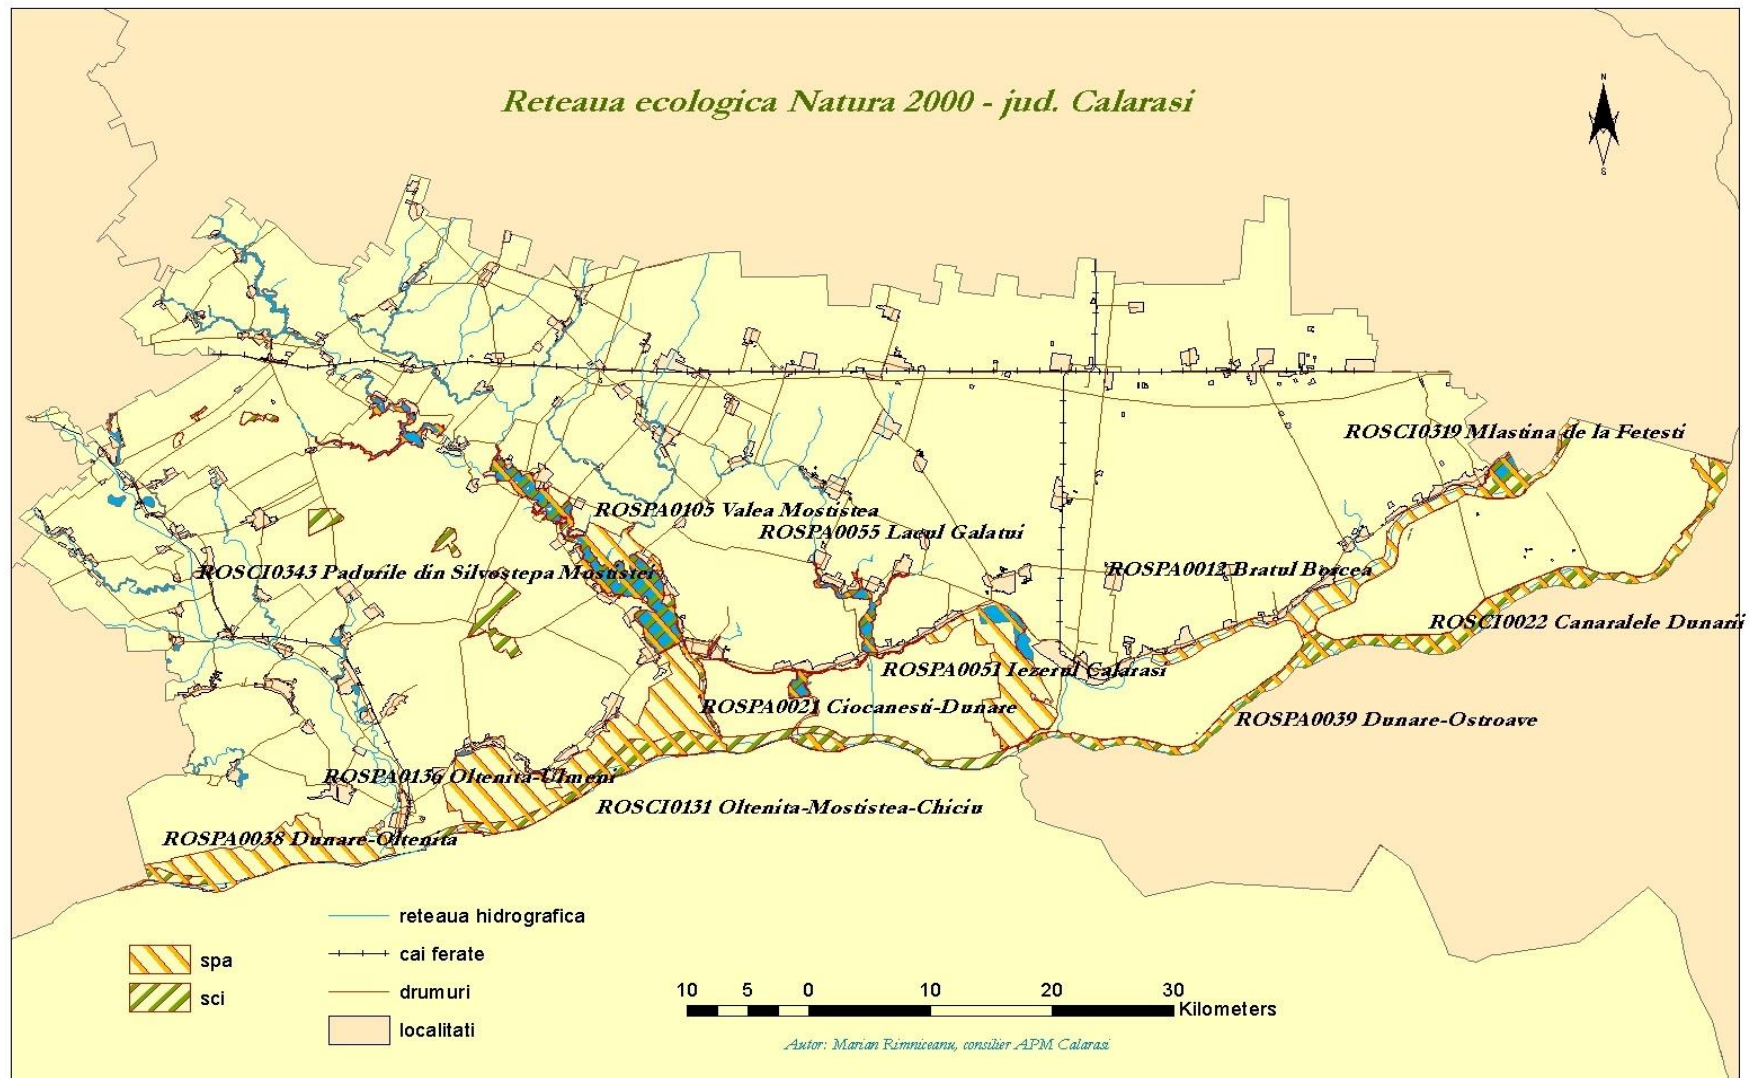 Reteaua ecologica Natura 2000 - jud. Calarasi
N
S
ROSCI0319 Mlastina de la Fetesti
ROSPA0105 Valea Mostistea
ROSPA0055 Lacul Galatui
ROSCI0343 Padurile din Silvostepa Mostistei
ROSPA0012 Bratul Borcea
ROSCI0022 Canaralele Dunarii
ROSPA0051 Iezerul Calarasi
ROSPA0021 Ciocanesti-Dunare
ROSPA0039 Dunare-Ostroave
ROSPA0136 Oltenita-Ulmeni
ROSCI0131 Oltenita-Mostistea-Chiciu
ROSPA0038 Dunare-Oltenita
spa
sci
reteaua hidrografica
cai ferate
drumuri
localitati
10 5 0 10 20 30
Kilometers
Autor: Marian Rimniceanu, consilier APM Calarasi